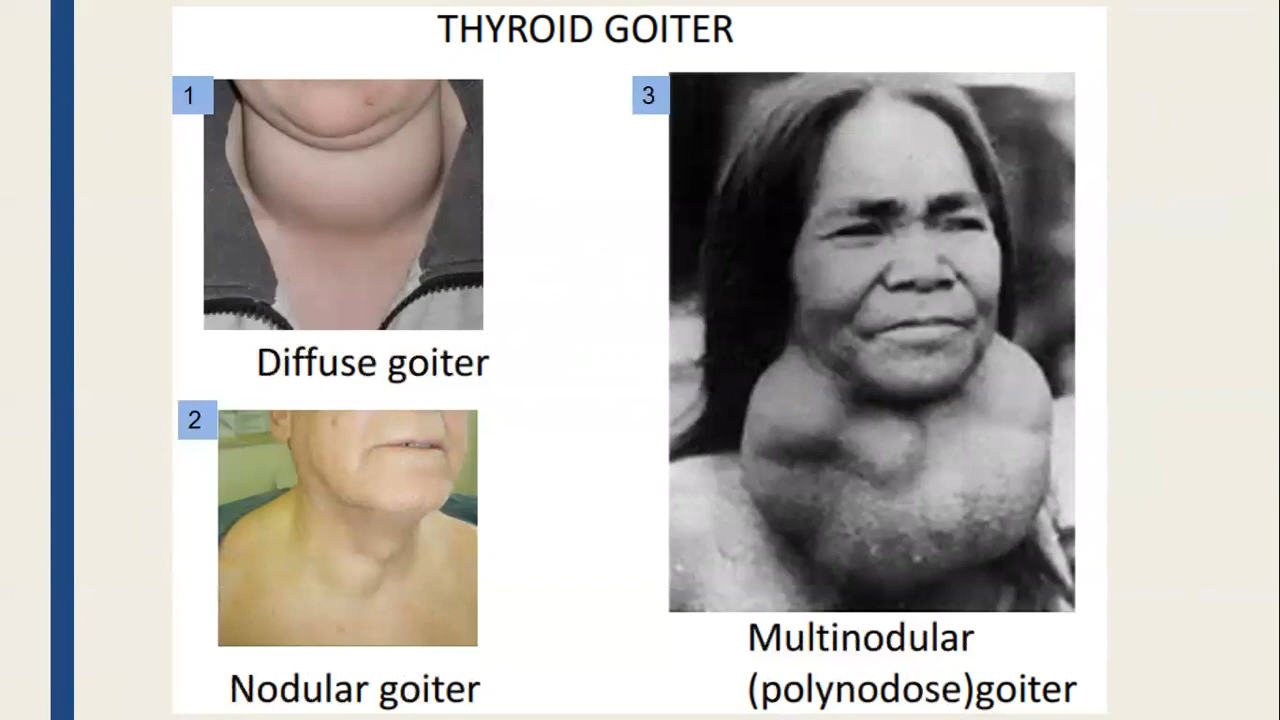 THYROID GOITER
1
Diffuse goiter
2
Nodular goiter
3
Multinodular
(polynodose)goiter